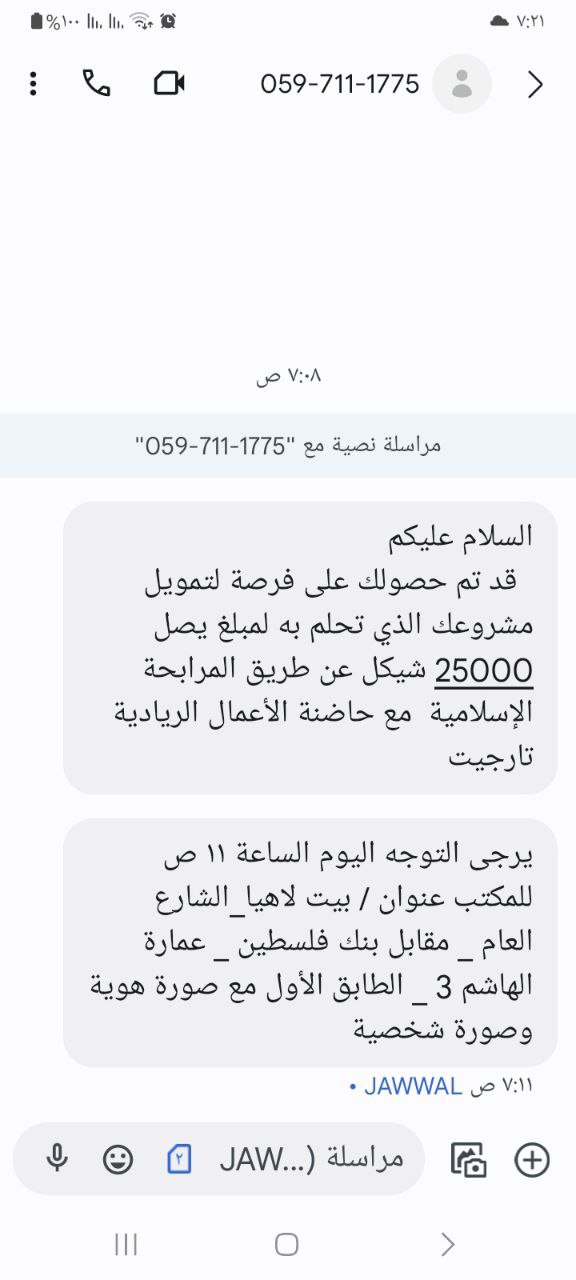 ٧:٢١
%١٠٠
059-711-1775
٧:٠٨ ص
مراسلة نصية مع "059-711-1775"
السلام عليكم
قد تم حصولك على فرصة لتمويل
مشروعك الذي تحلم به لمبلغ يصل
25000 شيكل عن طريق المرابحة
الإسلامية مع حاضنة الأعمال الريادية
تارجيت
يرجى التوجه اليوم الساعة ١١ ص
للمكتب عنوان / بيت لاهيا_الشارع
العام _ مقابل بنك فلسطين _ عمارة
الهاشم 3 _ الطابق الأول مع صورة هوية
وصورة شخصية
٧:١١ ص JAWWAL •
مراسلة (...JAW
٢